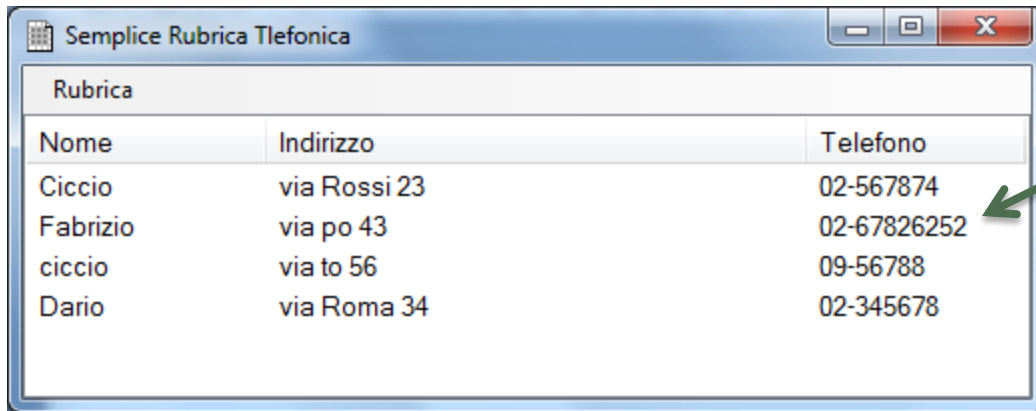 Semplice Rubrica Tlefonica
Rubrica
Nome Indirizzo Telefono
Ciccio via Rossi 23 02-567874
Fabrizio via po 43 02-67826252
ciccio via to 56 09-56788
Dario via Roma 34 02-345678